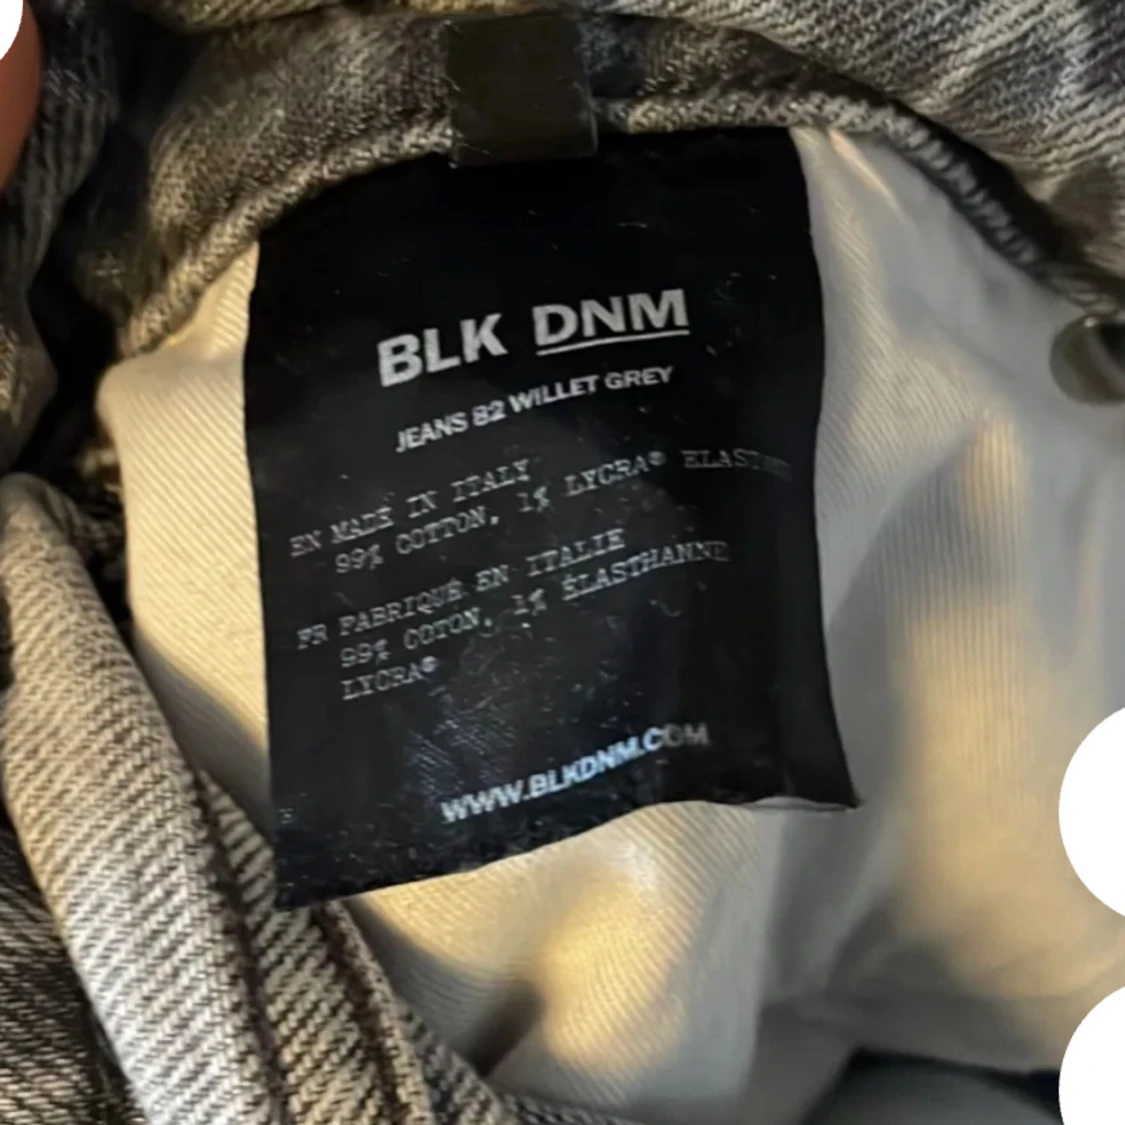 BLK DNM
JEANS 82 WILLET GREY
EN MADE IN ITALY
99% COTTON, 1% LYCRA® ELASTANE
FR FABRIQUÉ EN ITALIE
99% COTON, 1% ÉLASTHANNE
LYCRA®
WWW.BLKDNM.COM